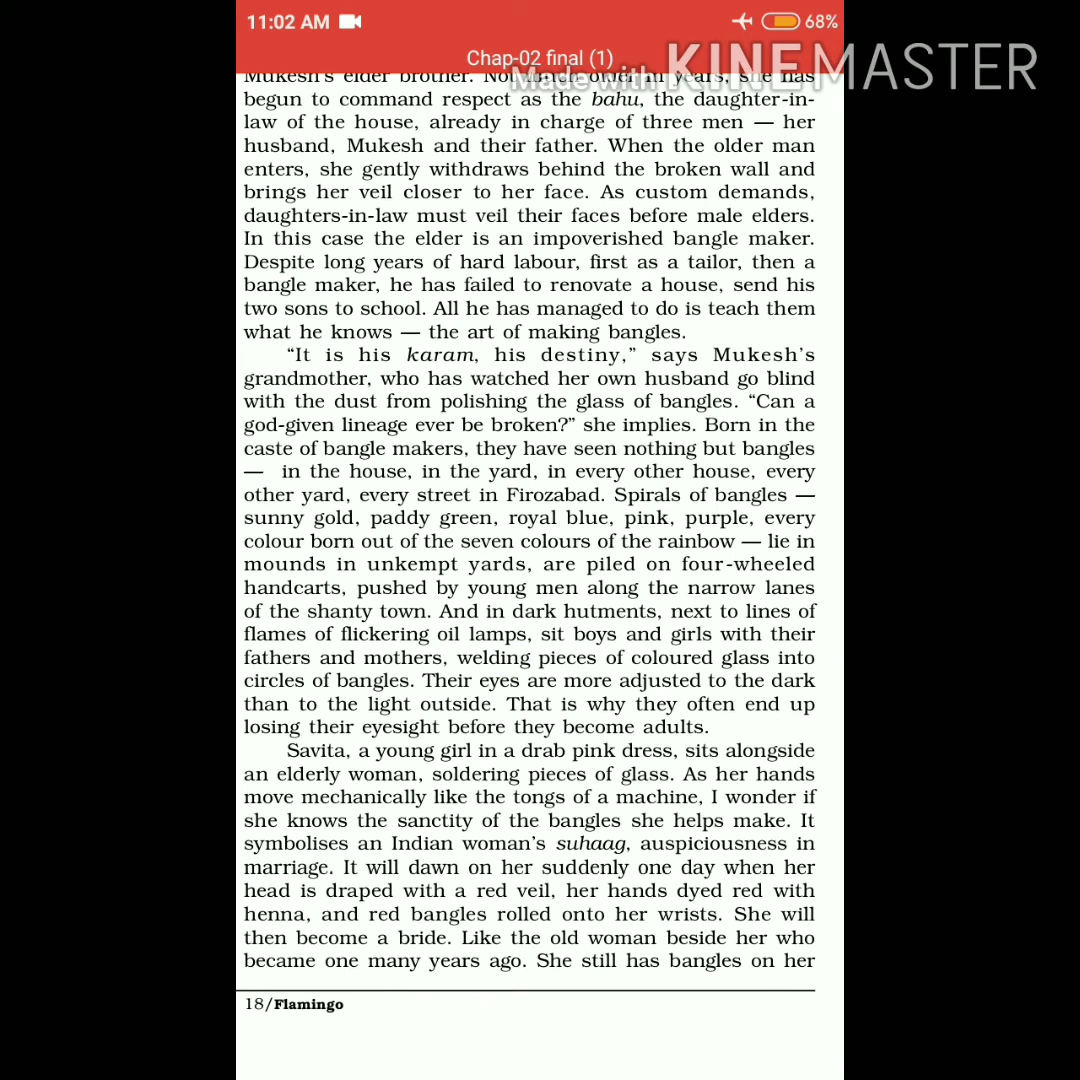 11:02 AM
68%
Chap-02 final (1)
Made with KINEMASTER
Mukesh's elder brother. Not much older in years, she has
begun to command respect as the bahu, the daughter-in-
law of the house, already in charge of three men — her
husband, Mukesh and their father. When the older man
enters, she gently withdraws behind the broken wall and
brings her veil closer to her face. As custom demands,
daughters-in-law must veil their faces before male elders.
In this case the elder is an impoverished bangle maker.
Despite long years of hard labour, first as a tailor, then a
bangle maker, he has failed to renovate a house, send his
two sons to school. All he has managed to do is teach them
what he knows — the art of making bangles.
“It is his karam, his destiny,” says Mukesh's
grandmother, who has watched her own husband go blind
with the dust from polishing the glass of bangles. “Can a
god-given lineage ever be broken?” she implies. Born in the
caste of bangle makers, they have seen nothing but bangles
— in the house, in the yard, in every other house, every
other yard, every street in Firozabad. Spirals of bangles —
sunny gold, paddy green, royal blue, pink, purple, every
colour born out of the seven colours of the rainbow — lie in
mounds in unkempt yards, are piled on four-wheeled
handcarts, pushed by young men along the narrow lanes
of the shanty town. And in dark hutments, next to lines of
flames of flickering oil lamps, sit boys and girls with their
fathers and mothers, welding pieces of coloured glass into
circles of bangles. Their eyes are more adjusted to the dark
than to the light outside. That is why they often end up
losing their eyesight before they become adults.
Savita, a young girl in a drab pink dress, sits alongside
an elderly woman, soldering pieces of glass. As her hands
move mechanically like the tongs of a machine, I wonder if
she knows the sanctity of the bangles she helps make. It
symbolises an Indian woman's suhaag, auspiciousness in
marriage. It will dawn on her suddenly one day when her
head is draped with a red veil, her hands dyed red with
henna, and red bangles rolled onto her wrists. She will
then become a bride. Like the old woman beside her who
became one many years ago. She still has bangles on her
18/Flamingo